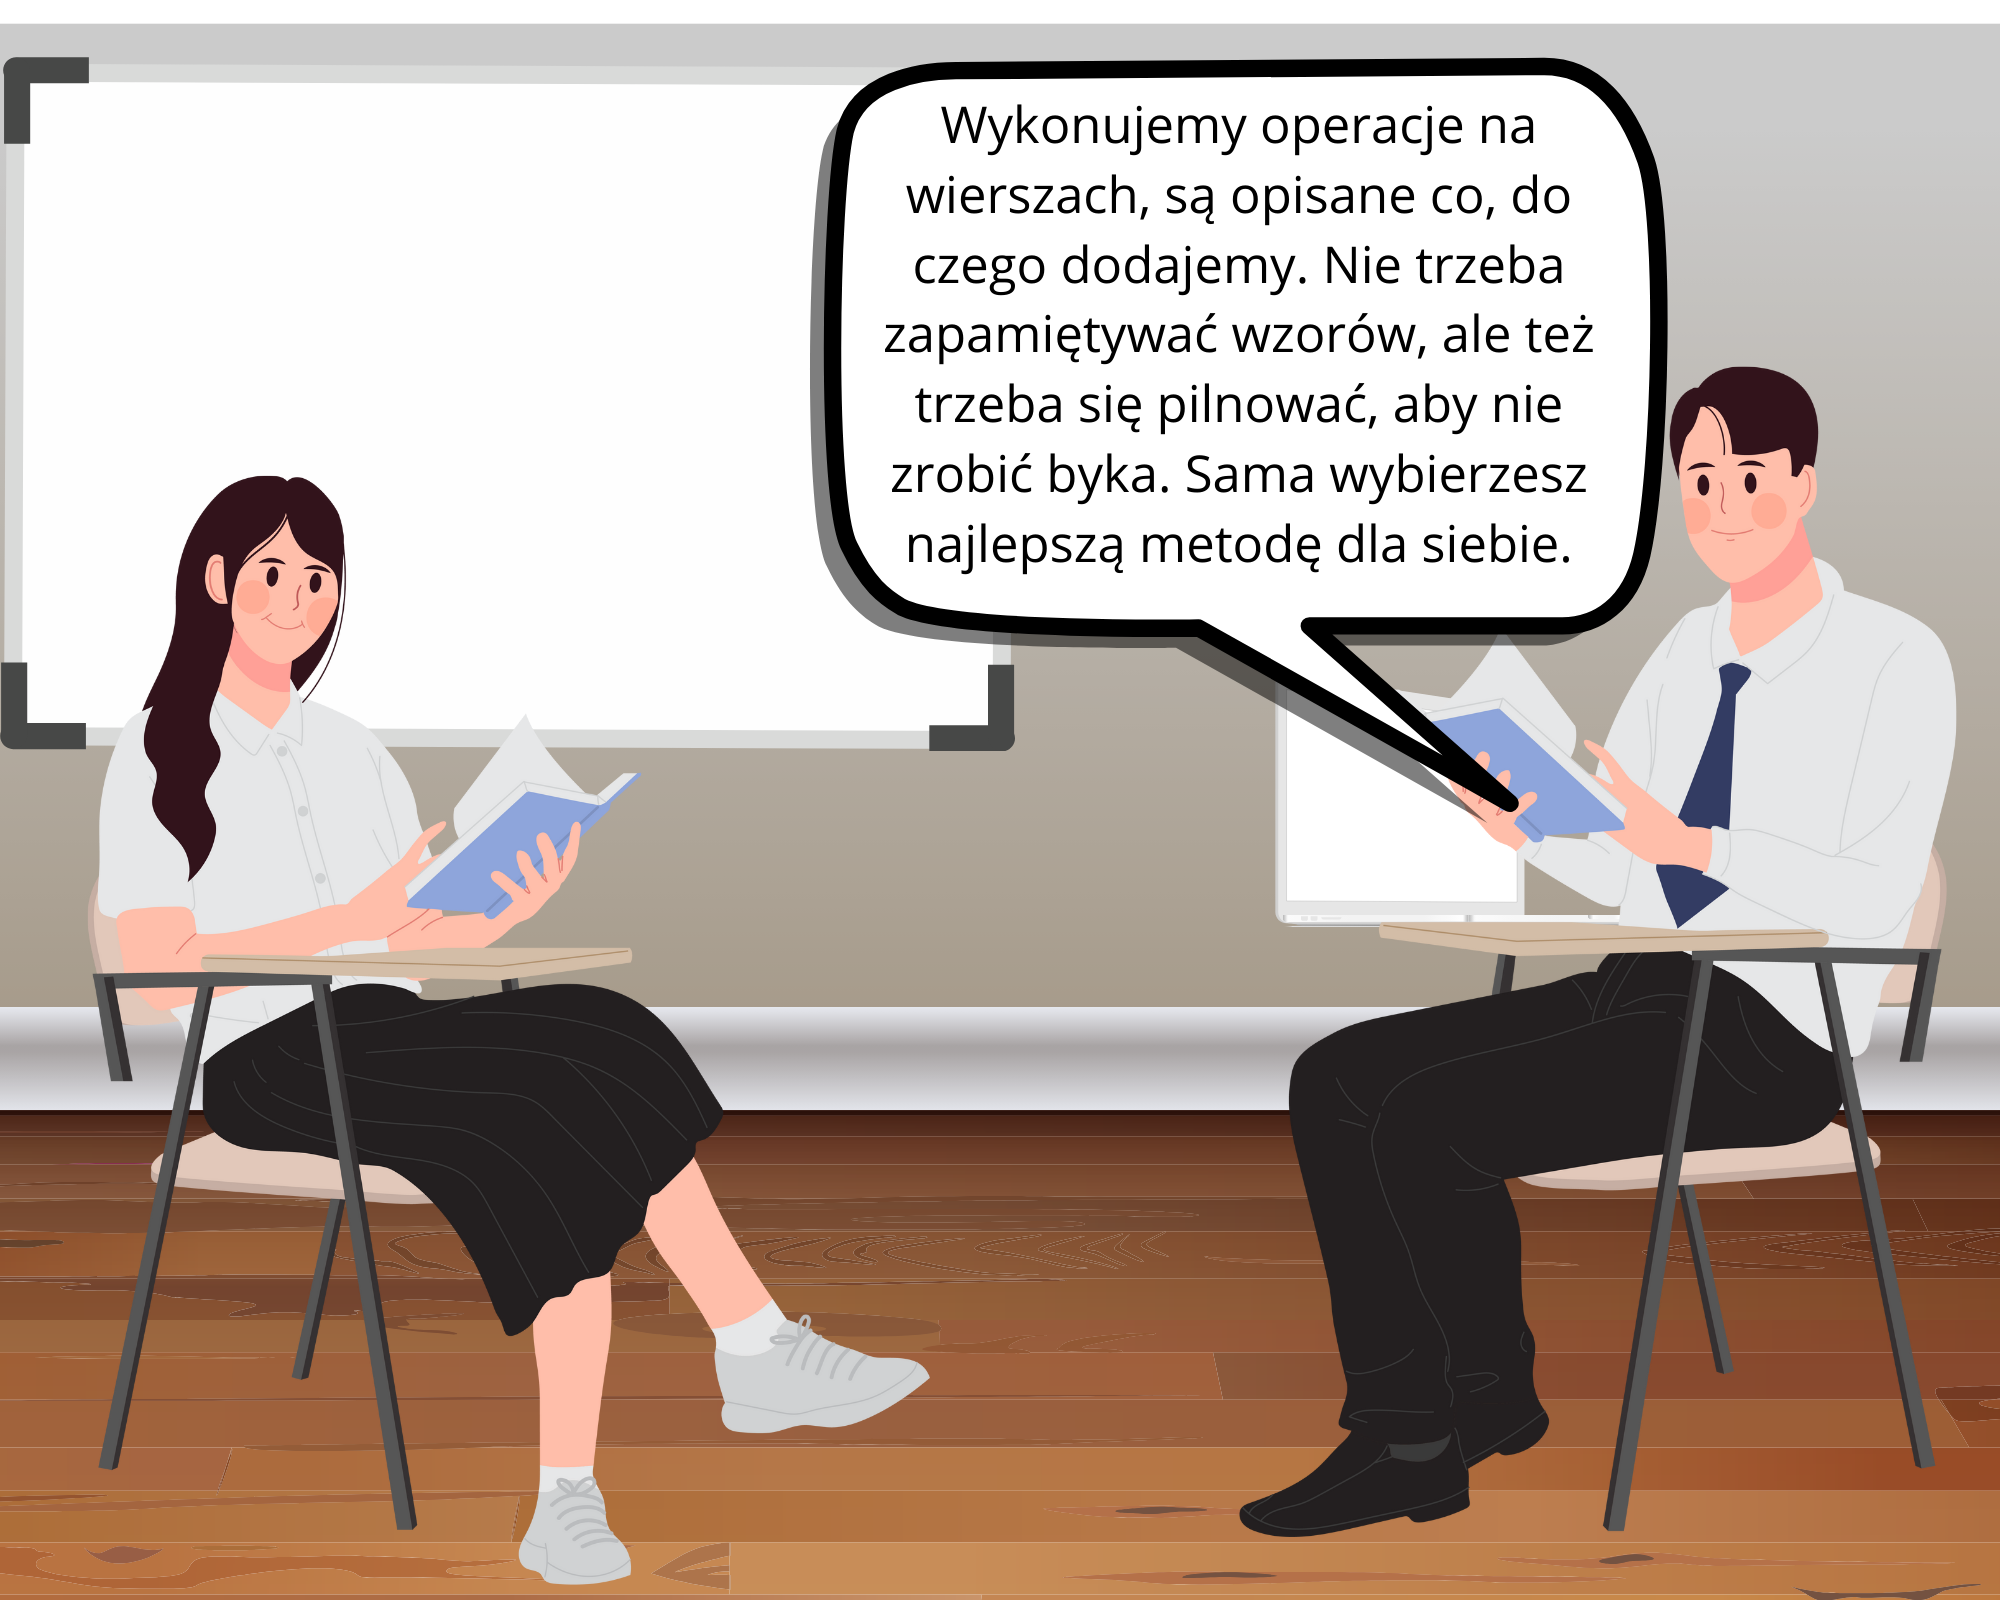 Wykonujemy operacje na
wierszach, są opisane co, do
czego dodajemy. Nie trzeba
zapamiętywać wzorów, ale też
trzeba się pilnować, aby nie
zrobić byka. Sama wybierzesz
najlepszą metodę dla siebie.